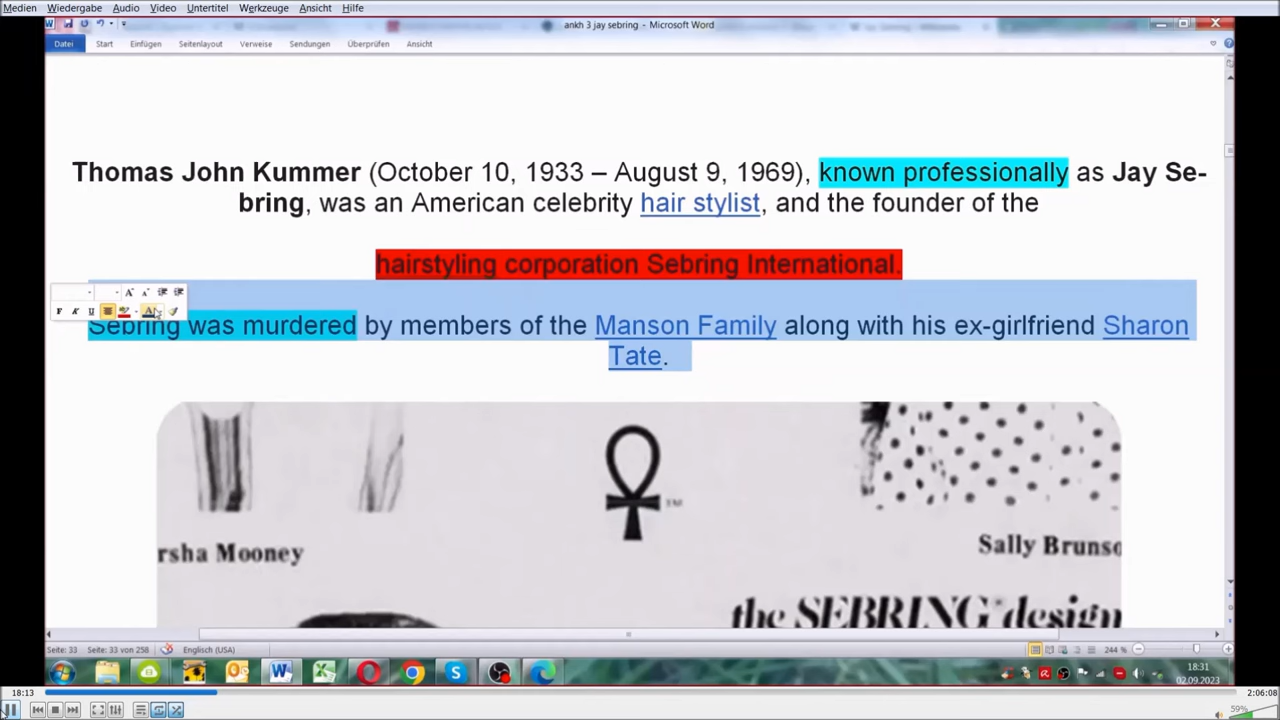 Medien Wiedergabe Audio Video Untertitel Ansicht Hilfe
ankh 3 jay sebring - Microsoft Word
Datei Start Einfügen Seitenlayout Verweise Sendungen Überprüfen Ansicht
Thomas John Kummer (October 10, 1933 – August 9, 1969), known professionally as Jay Se-
bring, was an American celebrity hair stylist, and the founder of the
hairstyling corporation Sebring International.
Sebring was murdered by members of the Manson Family along with his ex-girlfriend Sharon
Tate.
TM
rsha Mooney
Sally Brunso
the SEBRING design
Seite: 33 Seite: 33 von 258 Englisch (USA) 244 %
18:31
02.09.2023
18:13 2:06:08
59%